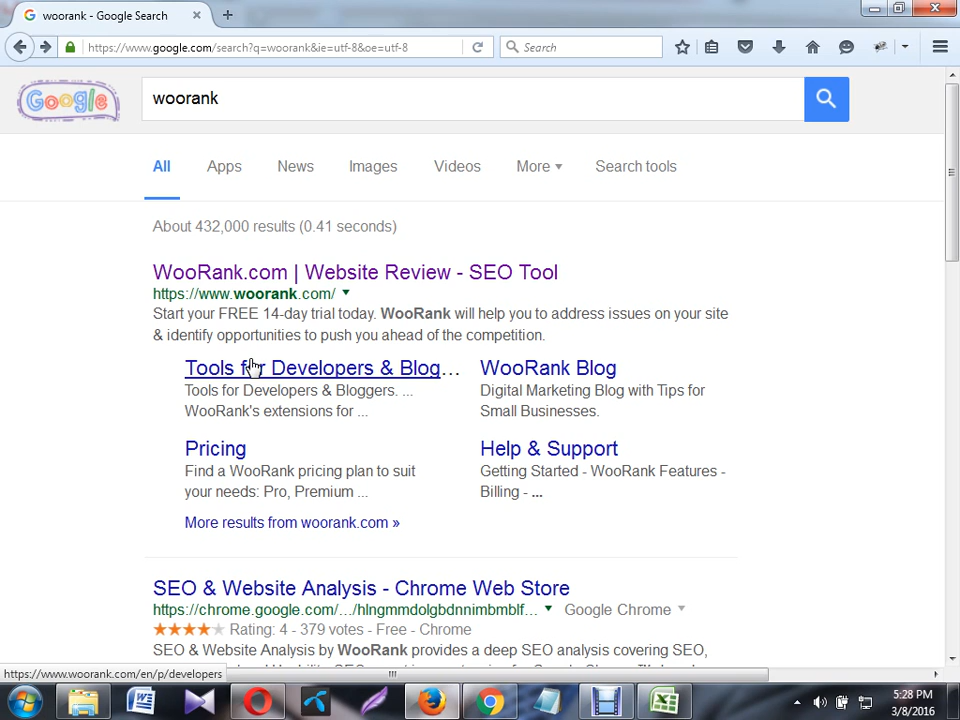 woorank - Google Search
https://www.google.com/search?q=woorank&ie=utf-8&oe=utf-8
Search
Google
woorank
All Apps News Images Videos More Search tools
About 432,000 results (0.41 seconds)
WooRank.com | Website Review - SEO Tool
https://www.woorank.com/
Start your FREE 14-day trial today. WooRank will help you to address issues on your site
& identify opportunities to push you ahead of the competition.
Tools for Developers & Blog...
Tools for Developers & Bloggers. ...
WooRank's extensions for ...
WooRank Blog
Digital Marketing Blog with Tips for
Small Businesses.
Pricing
Find a WooRank pricing plan to suit
your needs: Pro, Premium ...
Help & Support
Getting Started - WooRank Features -
Billing - ...
More results from woorank.com »
SEO & Website Analysis - Chrome Web Store
https://chrome.google.com/.../hlngmmdolgbdnnimbmblf... Google Chrome
Rating: 4 - 379 votes - Free - Chrome
SEO & Website Analysis by WooRank provides a deep SEO analysis covering SEO,
https://www.woorank.com/en/p/developers
5:28 PM
3/8/2016